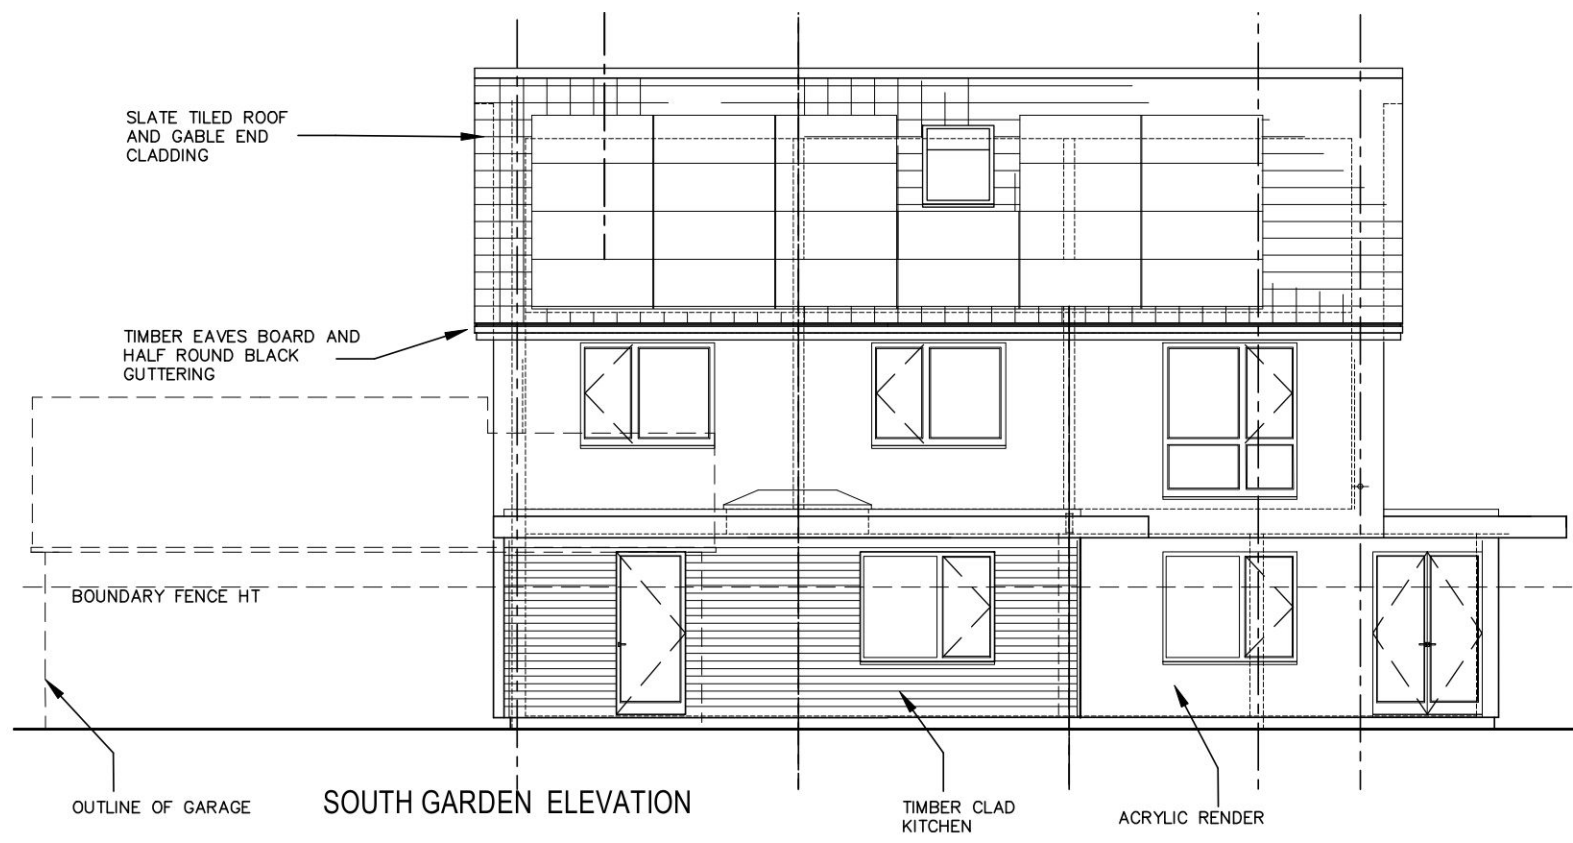 SLATE TILED ROOF
AND GABLE END
CLADDING
TIMBER EAVES BOARD AND
HALF ROUND BLACK
GUTTERING
BOUNDARY FENCE HT
OUTLINE OF GARAGE
SOUTH GARDEN ELEVATION
TIMBER CLAD
KITCHEN
ACRYLIC RENDER